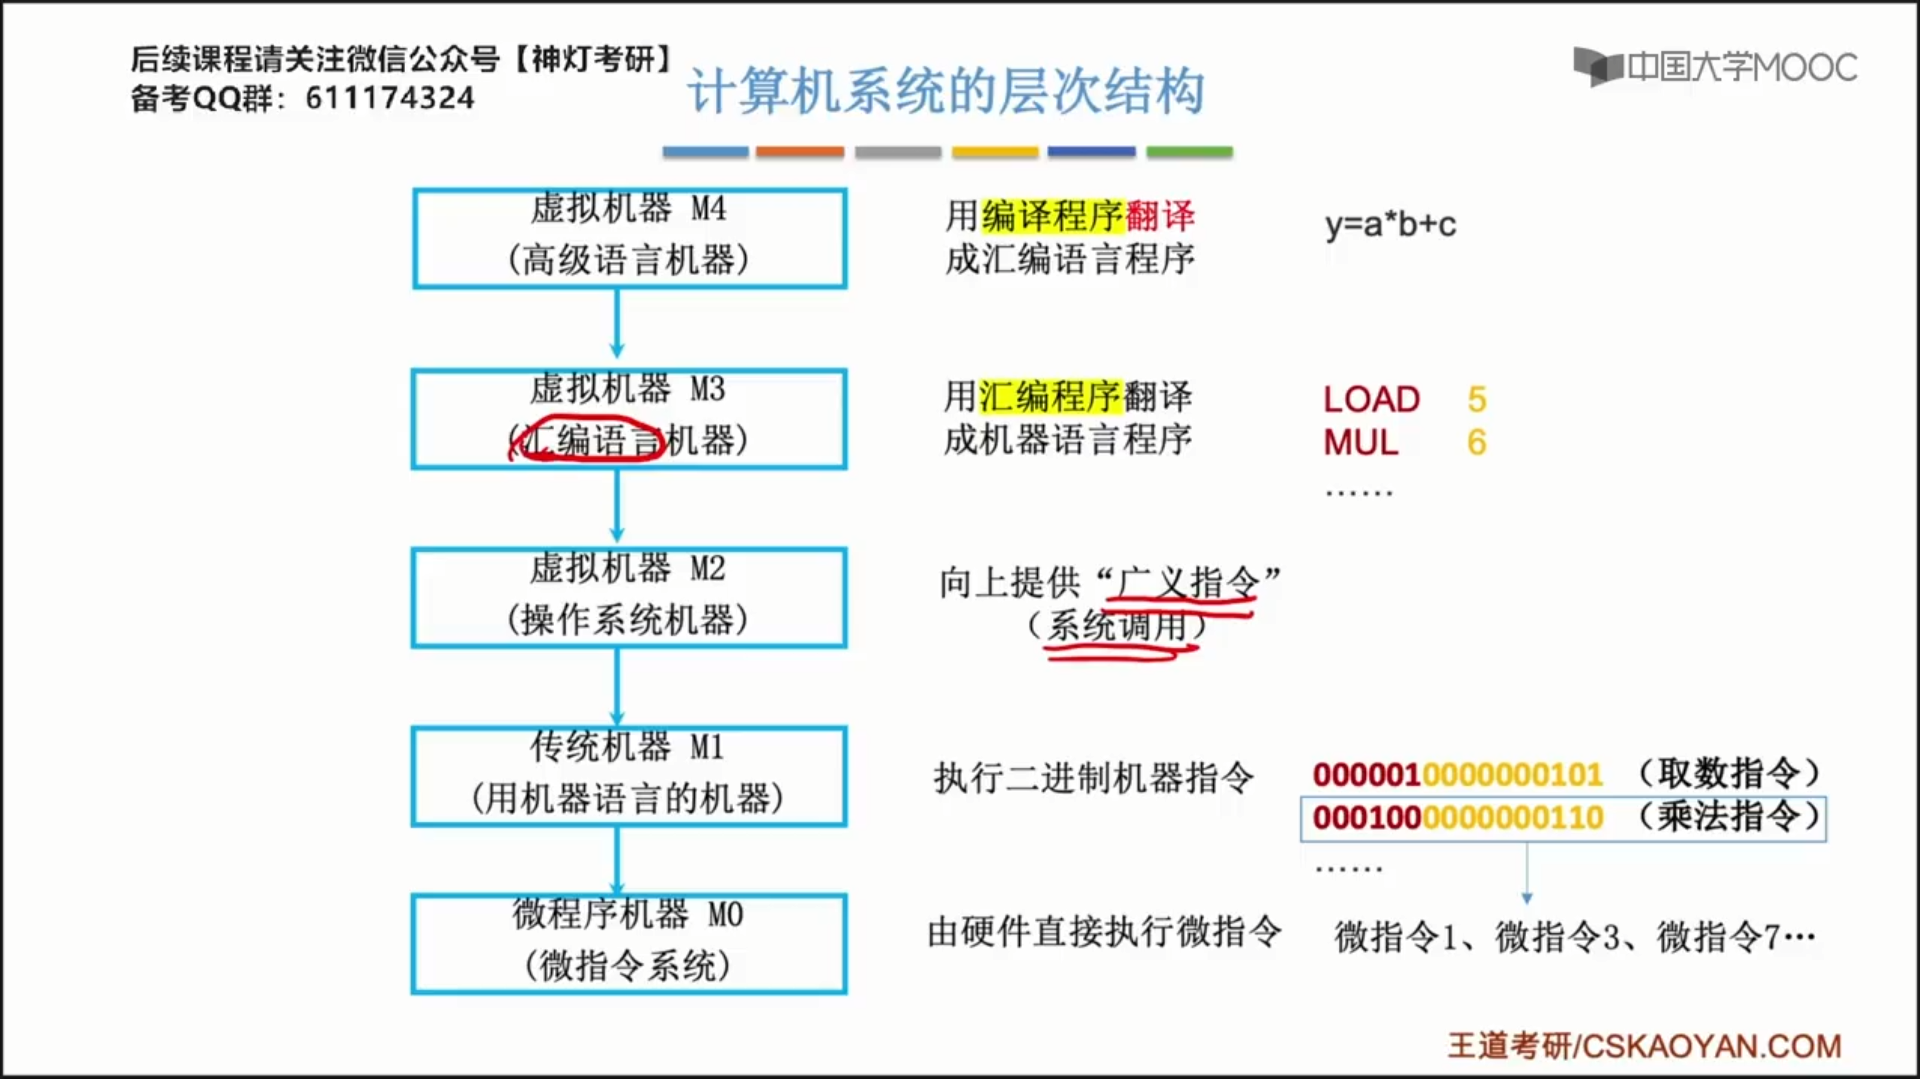 后续课程请关注微信公众号【神灯考研】
备考QQ群：611174324
计算机系统的层次结构
中国大学MOOC
虚拟机器 M4
(高级语言机器)
用编译程序翻译
成汇编语言程序
y=a*b+c
虚拟机器 M3
(汇编语言机器)
用汇编程序翻译
成机器语言程序
LOAD 5
MUL 6
……
虚拟机器 M2
(操作系统机器)
向上提供“广义指令”
（系统调用）
传统机器 M1
(用机器语言的机器)
执行二进制机器指令
0000010000000101 （取数指令）
0001000000000110 （乘法指令）
……
微程序机器 M0
(微指令系统)
由硬件直接执行微指令
微指令1、微指令3、微指令7…
王道考研/CSKAOYAN.COM